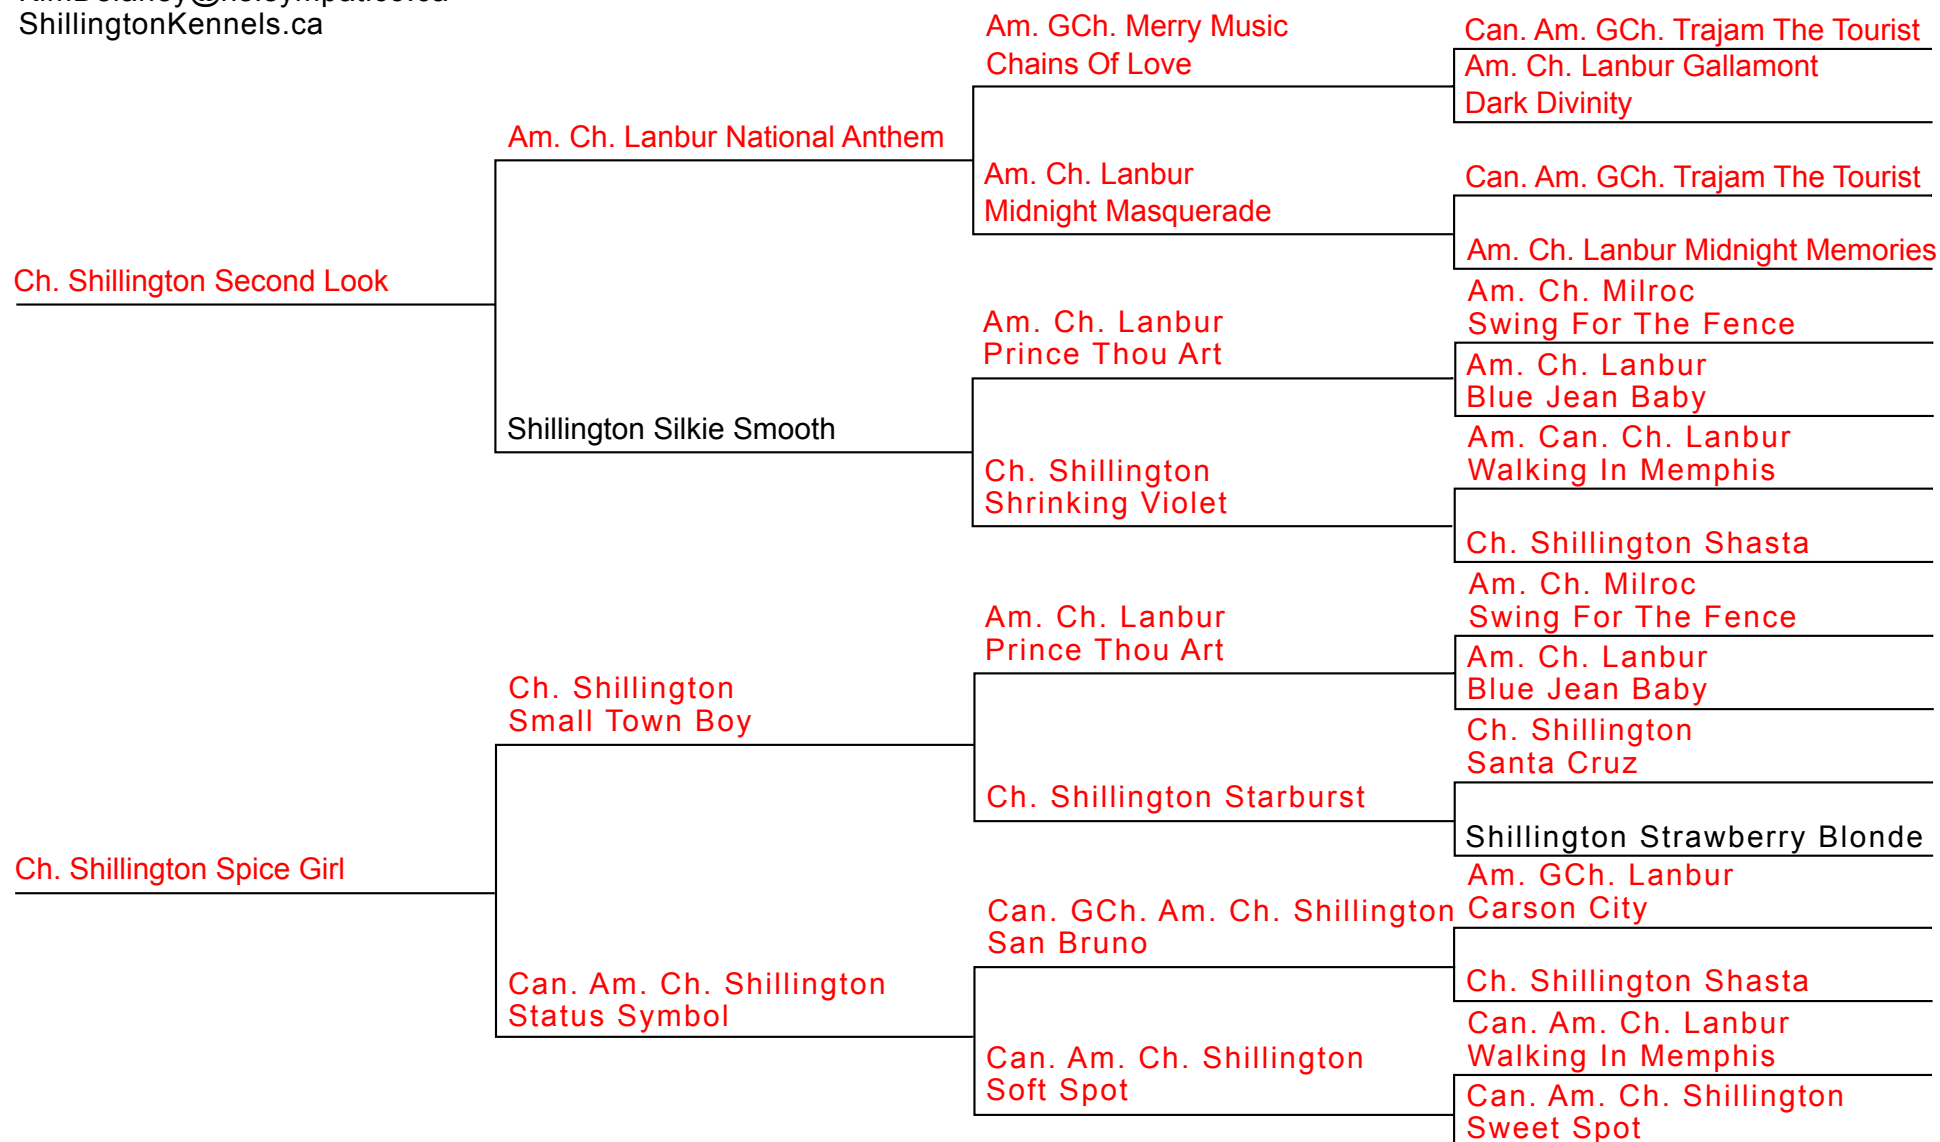 ShillingtonKennels.ca
Ch. Shillington Second Look
Ch. Shillington Spice Girl
Am. Ch. Lanbur National Anthem
Shillington Silkie Smooth
Ch. Shillington
Small Town Boy
Can. Am. Ch. Shillington
Status Symbol
Am. GCh. Merry Music
Chains Of Love
Am. Ch. Lanbur
Midnight Masquerade
Am. Ch. Lanbur
Prince Thou Art
Ch. Shillington
Shrinking Violet
Am. Ch. Lanbur
Prince Thou Art
Ch. Shillington Starburst
Can. GCh. Am. Ch. Shillington
San Bruno
Can. Am. Ch. Shillington
Soft Spot
Can. Am. GCh. Trajam The Tourist
Am. Ch. Lanbur Gallamont
Dark Divinity
Can. Am. GCh. Trajam The Tourist
Am. Ch. Lanbur Midnight Memories
Am. Ch. Milroc
Swing For The Fence
Am. Ch. Lanbur
Blue Jean Baby
Am. Can. Ch. Lanbur
Walking In Memphis
Ch. Shillington Shasta
Am. Ch. Milroc
Swing For The Fence
Am. Ch. Lanbur
Blue Jean Baby
Ch. Shillington
Santa Cruz
Shillington Strawberry Blonde
Am. GCh. Lanbur
Carson City
Ch. Shillington Shasta
Can. Am. Ch. Lanbur
Walking In Memphis
Can. Am. Ch. Shillington
Sweet Spot